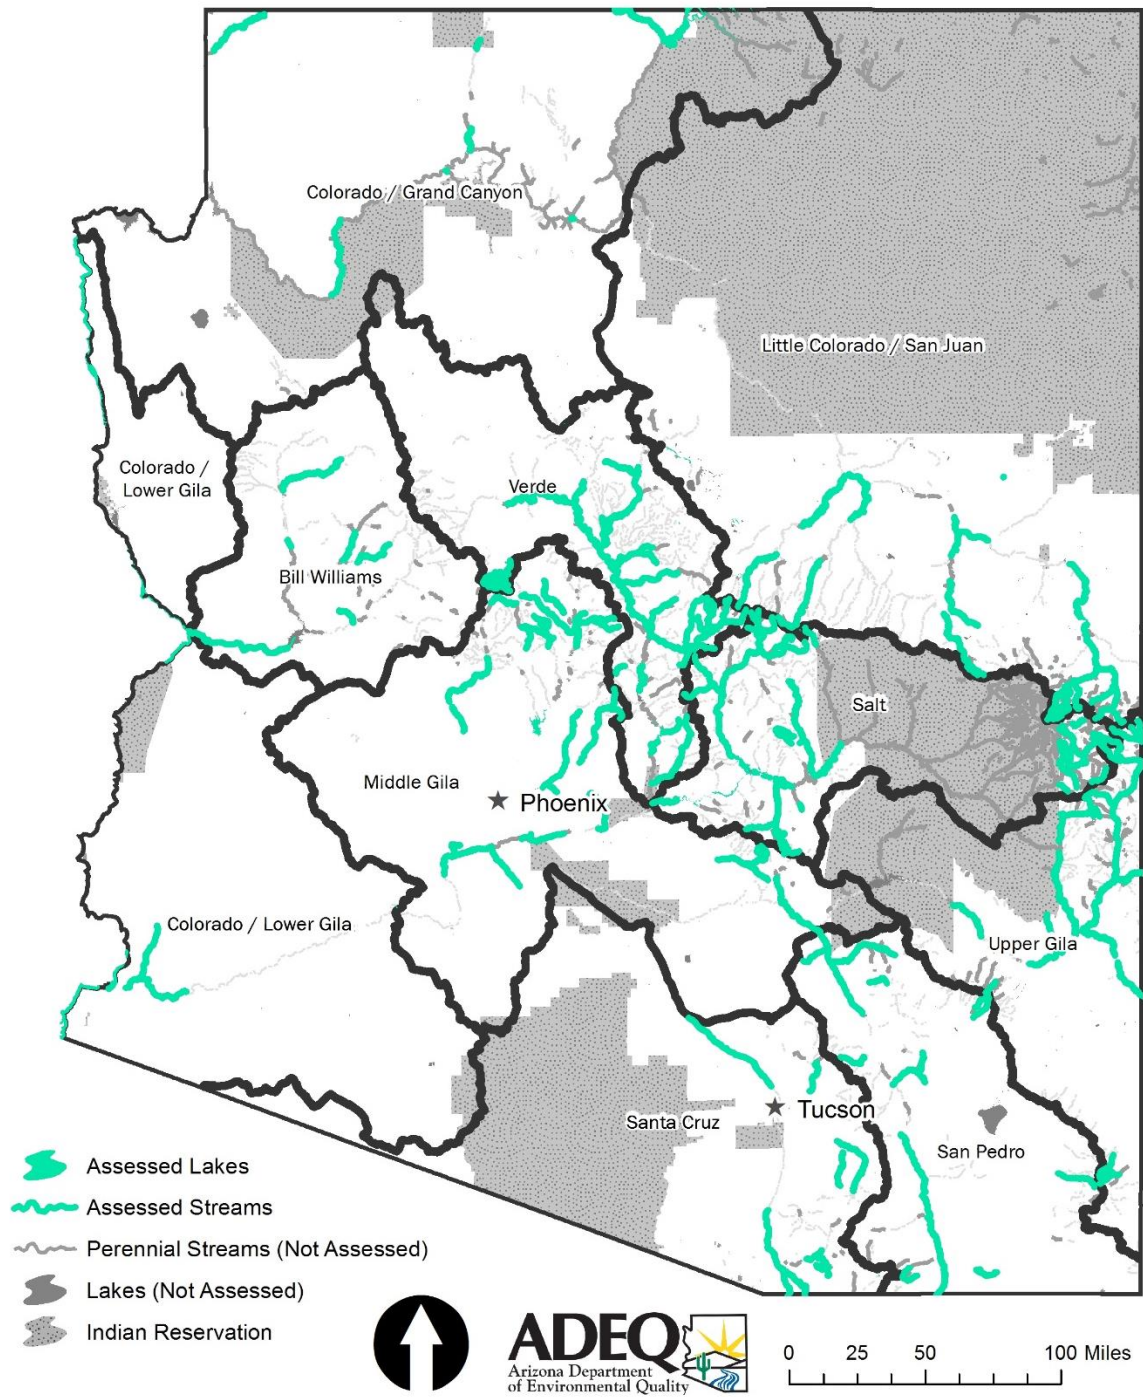 Colorado / Grand Canyon
Little Colorado / San Juan
Colorado /
Lower Gila
Verde
Bill Williams
Salt
Middle Gila
Phoenix
Colorado / Lower Gila
Upper Gila
Santa Cruz
Tucson
San Pedro
Assessed Lakes
Assessed Streams
Perennial Streams (Not Assessed)
Lakes (Not Assessed)
Indian Reservation
ADEQ
Arizona Department
of Environmental Quality
0 25 50 100 Miles